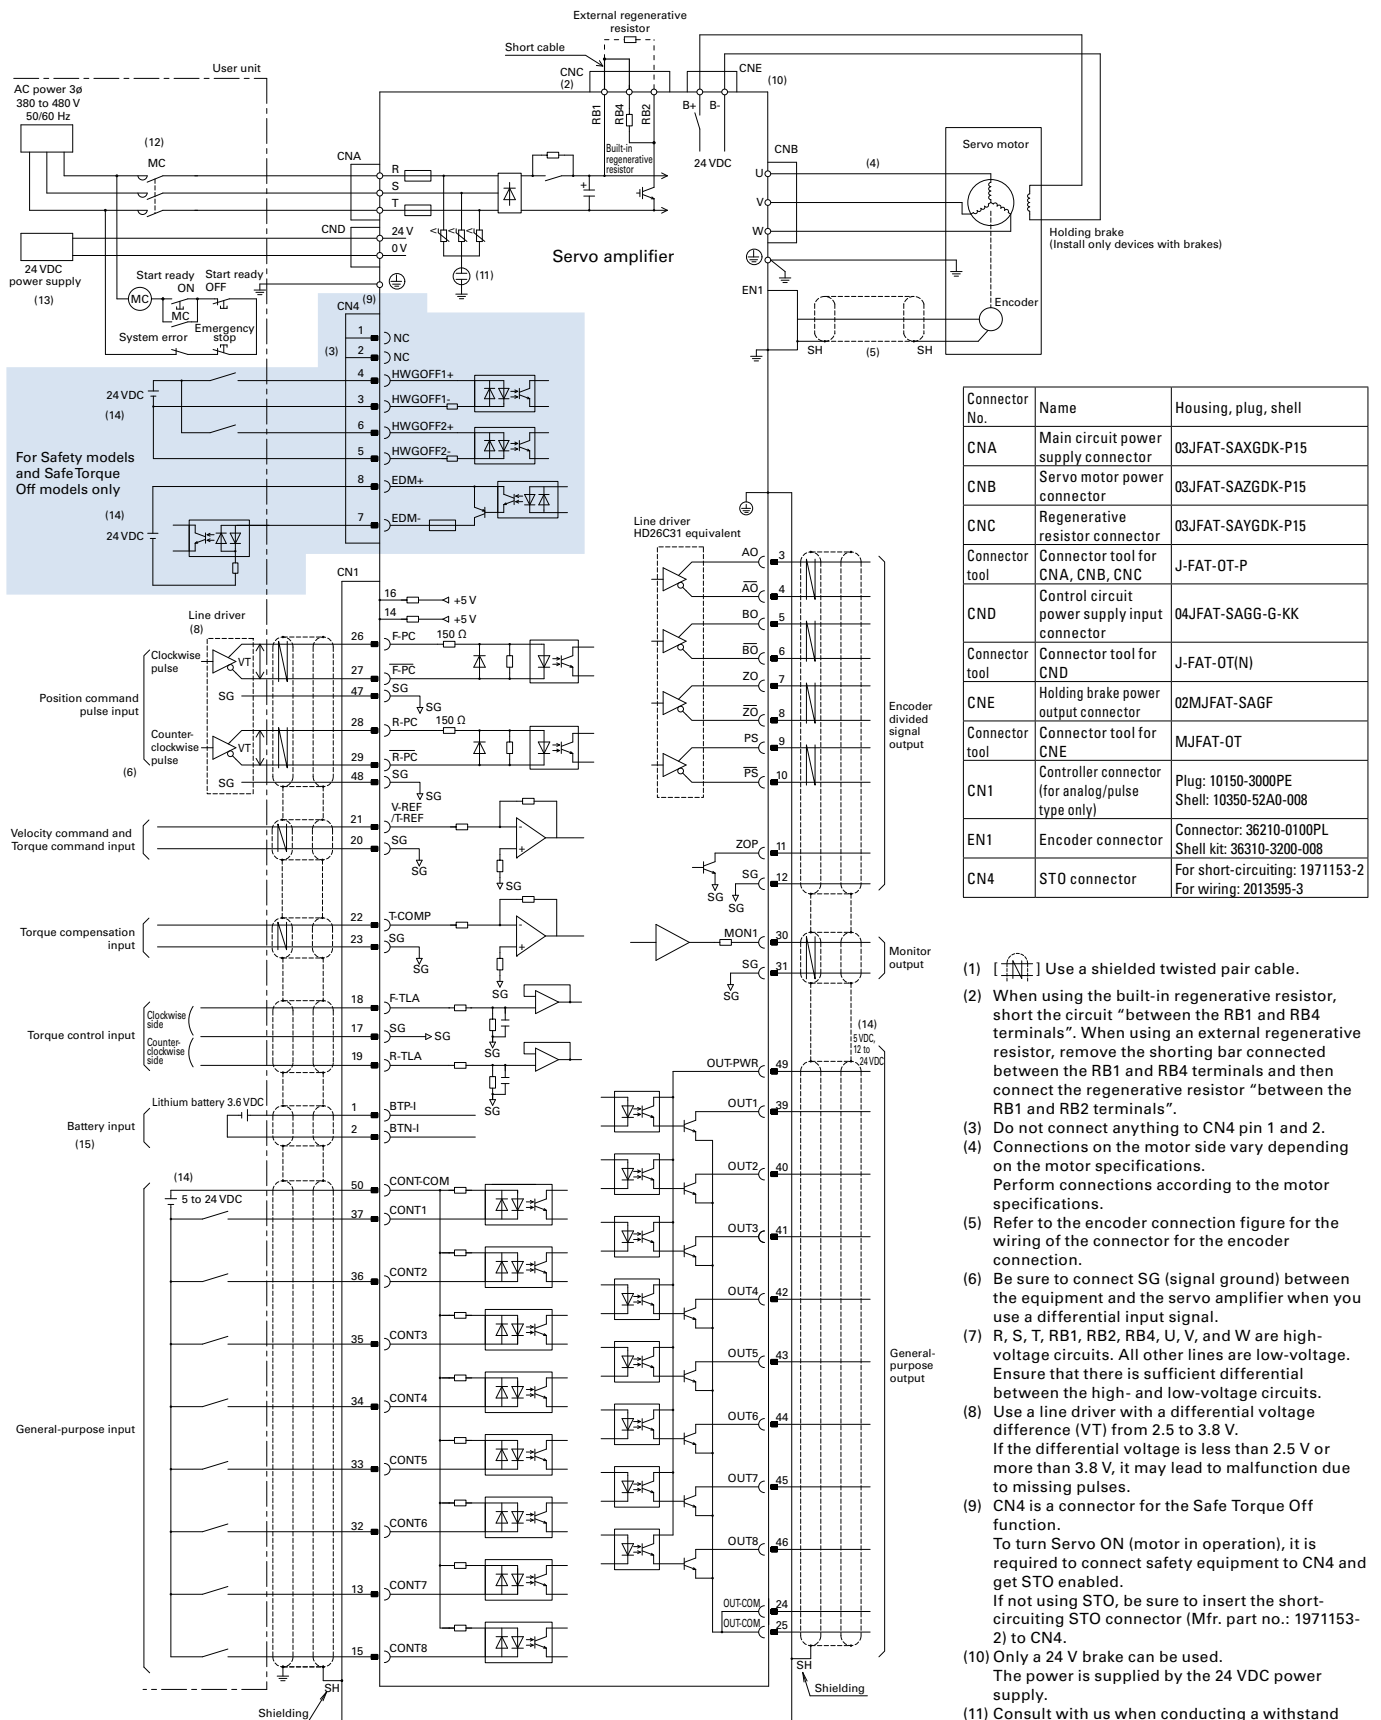 External regenerative
resistor
Short cable
User unit
CNC
(2)
CNE
(10)
AC power 3ø
380 to 480 V
50/60 Hz
RB1
RB4
RB2
B+
B-
(12)
MC
CNA
R
S
T
Built-in
regenerative
resistor
24 VDC
CNB
U
V
W
(4)
Servo motor
CND
24 V
0 V
Servo amplifier
Holding brake
(Install only devices with brakes)
24 VDC
power supply
(13)
Start ready
ON
Start ready
OFF
MC
MC
System error
Emergency
stop
(11)
EN1
Encoder
SH
(5)
SH
CN4
(9)
(3)
1
NC
2
NC
4
HWGOFF1+
3
HWGOFF1-
6
HWGOFF2+
5
HWGOFF2-
8
EDM+
7
EDM-
24 VDC
(14)
For Safety models
and Safe Torque
Off models only
(14)
24 VDC
CN1
16
+5 V
14
+5 V
Line driver
(8)
Clockwise
pulse
VT
26
F-PC
150 Ω
27
F-PC
SG
47
SG
SG
Position command
pulse input
Counter-
clockwise
pulse
VT
28
R-PC
150 Ω
29
R-PC
(6)
SG
48
SG
SG
Velocity command and
Torque command input
21
V-REF
/T-REF
20
SG
SG
SG
Torque compensation
input
22
T-COMP
23
SG
SG
SG
Torque control input
Clockwise
side
Counter-
clockwise
side
18
F-TLA
17
SG
SG
SG
19
R-TLA
SG
Lithium battery 3.6 VDC
Battery input
(15)
1
BTP-I
2
BTN-I
General-purpose input
(14)
5 to 24 VDC
50
CONT-COM
37
CONT1
36
CONT2
35
CONT3
34
CONT4
33
CONT5
32
CONT6
13
CONT7
15
CONT8
SH
Shielding
Line driver
HD26C31 equivalent
AO
3
AO
4
BO
5
BO
6
ZO
7
ZO
8
PS
9
PS
10
Encoder
divided
signal
output
ZOP
11
SG
12
SG
SG
MON1
30
SG
31
SG
Monitor
output
(14)
5 VDC,
12 to
24 VDC
OUT-PWR
49
OUT1
39
OUT2
40
OUT3
41
OUT4
42
OUT5
43
OUT6
44
OUT7
45
OUT8
46
OUT-COM
24
OUT-COM
25
General-
purpose
output
SH
Shielding
Connector No. Name Housing, plug, shell
CNA Main circuit power supply connector 03JFAT-SAXGDK-P15
CNB Servo motor power connector 03JFAT-SAZGDK-P15
CNC Regenerative resistor connector 03JFAT-SAYGDK-P15
Connector tool Connector tool for CNA, CNB, CNC J-FAT-OT-P
CND Control circuit power supply input connector 04JFAT-SAGG-G-KK
Connector tool Connector tool for CND J-FAT-OT(N)
CNE Holding brake power output connector 02MJFAT-SAGF
Connector tool Connector tool for CNE MJFAT-OT
CN1 Controller connector (for analog/pulse type only) Plug: 10150-3000PE Shell: 10350-52A0-008
EN1 Encoder connector Connector: 36210-0100PL Shell kit: 36310-3200-008
CN4 STO connector For short-circuiting: 1971153-2 For wiring: 2013595-3
(1) [ ] Use a shielded twisted pair cable.
(2) When using the built-in regenerative resistor,
short the circuit “between the RB1 and RB4
terminals”. When using an external regenerative
resistor, remove the shorting bar connected
between the RB1 and RB4 terminals and then
connect the regenerative resistor “between the
RB1 and RB2 terminals”.
(3) Do not connect anything to CN4 pin 1 and 2.
(4) Connections on the motor side vary depending
on the motor specifications.
Perform connections according to the motor
specifications.
(5) Refer to the encoder connection figure for the
wiring of the connector for the encoder
connection.
(6) Be sure to connect SG (signal ground) between
the equipment and the servo amplifier when you
use a differential input signal.
(7) R, S, T, RB1, RB2, RB4, U, V, and W are high-
voltage circuits. All other lines are low-voltage.
Ensure that there is sufficient differential
between the high- and low-voltage circuits.
(8) Use a line driver with a differential voltage
difference (VT) from 2.5 to 3.8 V.
If the differential voltage is less than 2.5 V or
more than 3.8 V, it may lead to malfunction due
to missing pulses.
(9) CN4 is a connector for the Safe Torque Off
function.
To turn Servo ON (motor in operation), it is
required to connect safety equipment to CN4 and
get STO enabled.
If not using STO, be sure to insert the short-
circuiting STO connector (Mfr. part no.: 1971153-
2) to CN4.
(10) Only a 24 V brake can be used.
The power is supplied by the 24 VDC power
supply.
(11) Consult with us when conducting a withstand